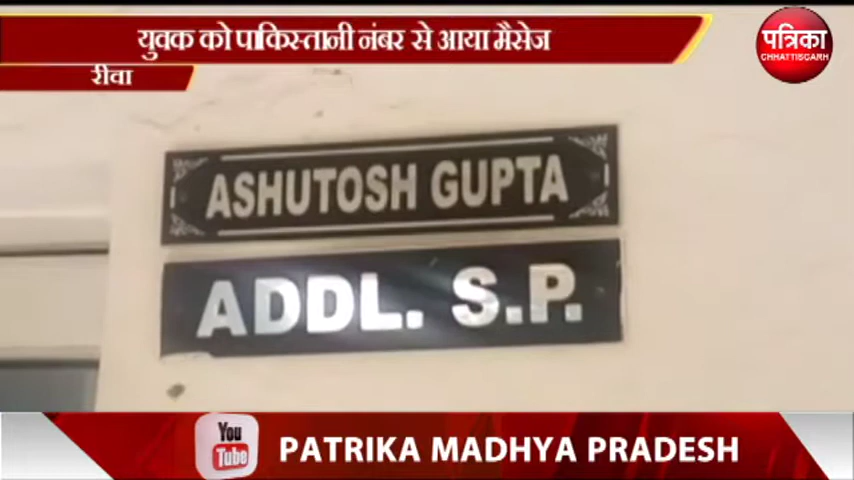 युवक को पाकिस्तानी नंबर से आया मैसेज
रीवा
पत्रिका
CHHATTISGARH
ASHUTOSH GUPTA
ADDL. S.P.
You
Tube
PATRIKA MADHYA PRADESH